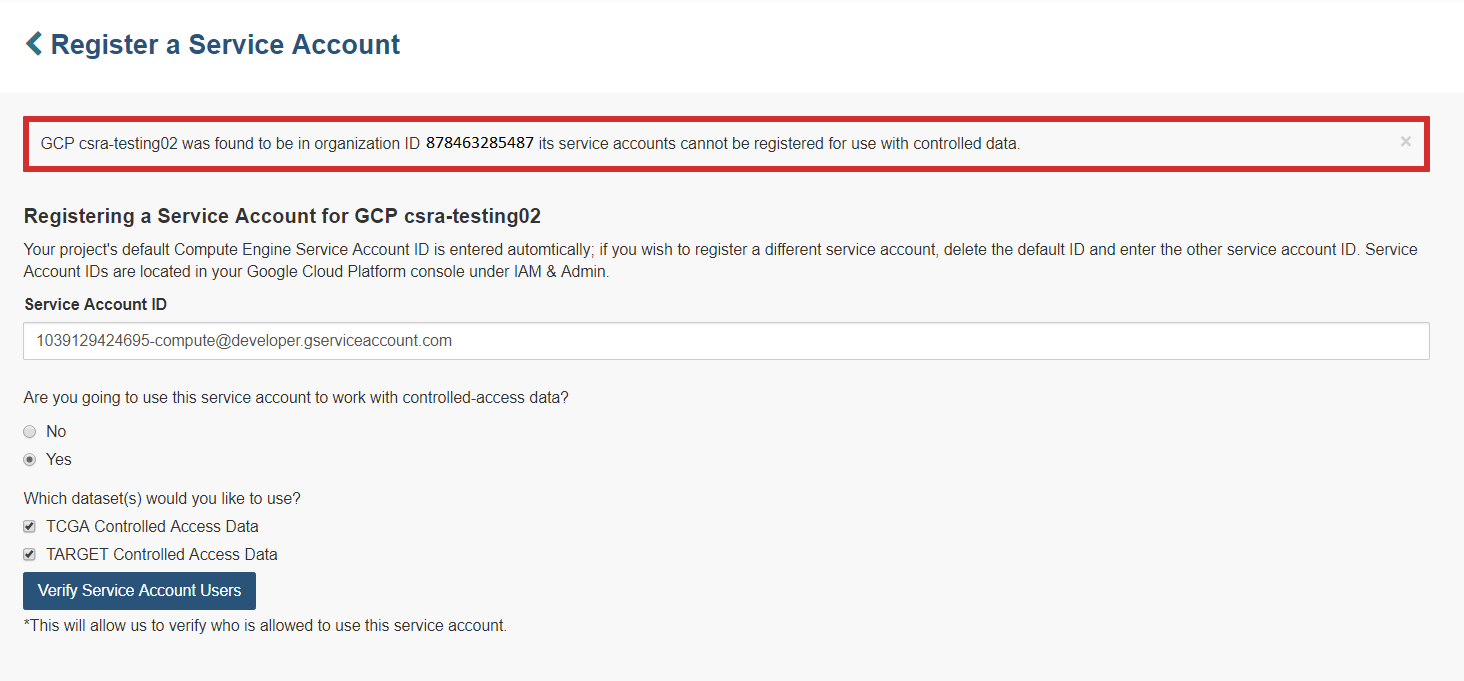 Register a Service Account
GCP csra-testing02 was found to be in organization ID 878463285487 its service accounts cannot be registered for use with controlled data.
×
Registering a Service Account for GCP csra-testing02
Your project's default Compute Engine Service Account ID is entered automtically; if you wish to register a different service account, delete the default ID and enter the other service account ID. Service
Account IDs are located in your Google Cloud Platform console under IAM & Admin.
Service Account ID
1039129424695-compute@developer.gserviceaccount.com
Are you going to use this service account to work with controlled-access data?
No
Yes
Which dataset(s) would you like to use?
TCGA Controlled Access Data
TARGET Controlled Access Data
Verify Service Account Users
*This will allow us to verify who is allowed to use this service account.